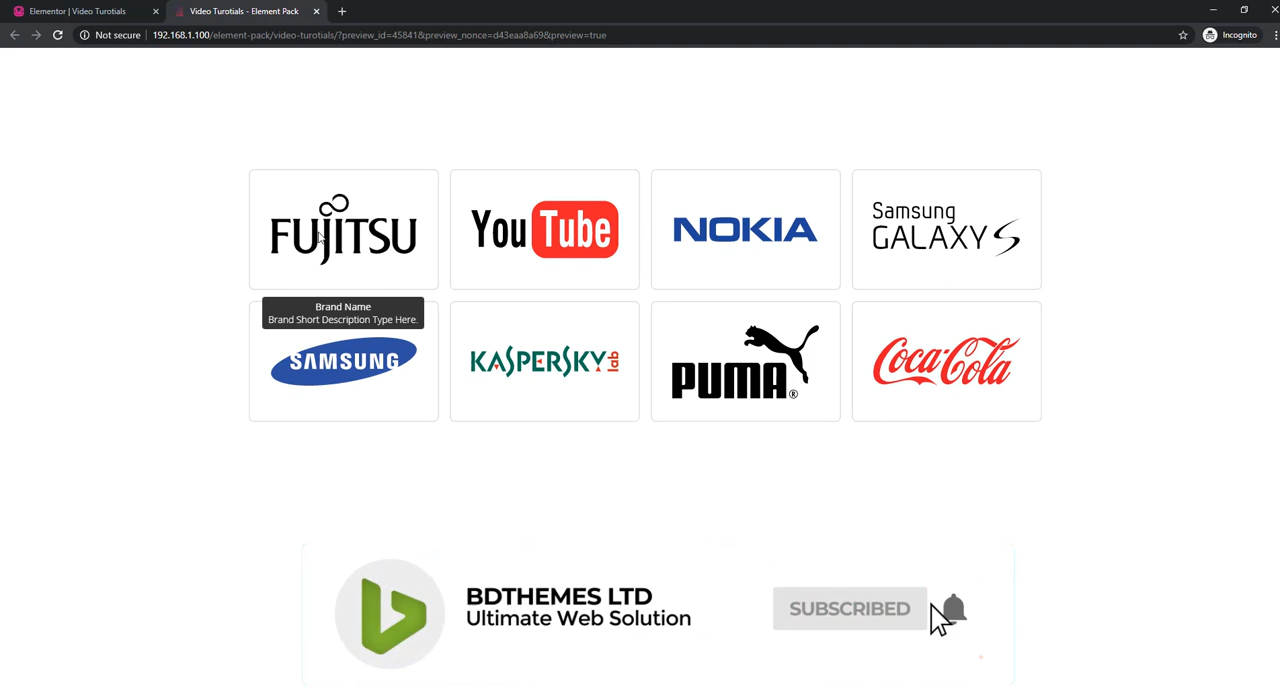 Elementor | Video Turotials
Video Turotials - Element Pack
Not secure
192.168.1.100/element-pack/video-turotials/?preview_id=45841&preview_nonce=d43eaa8a69&preview=true
Incognito
FUJITSU
YouTube
NOKIA
Samsung
GALAXY S
Brand Name
Brand Short Description Type Here.
SAMSUNG
KASPERSKY lab
PUMA®
Coca-Cola
BDTHEMES LTD
Ultimate Web Solution
SUBSCRIBED